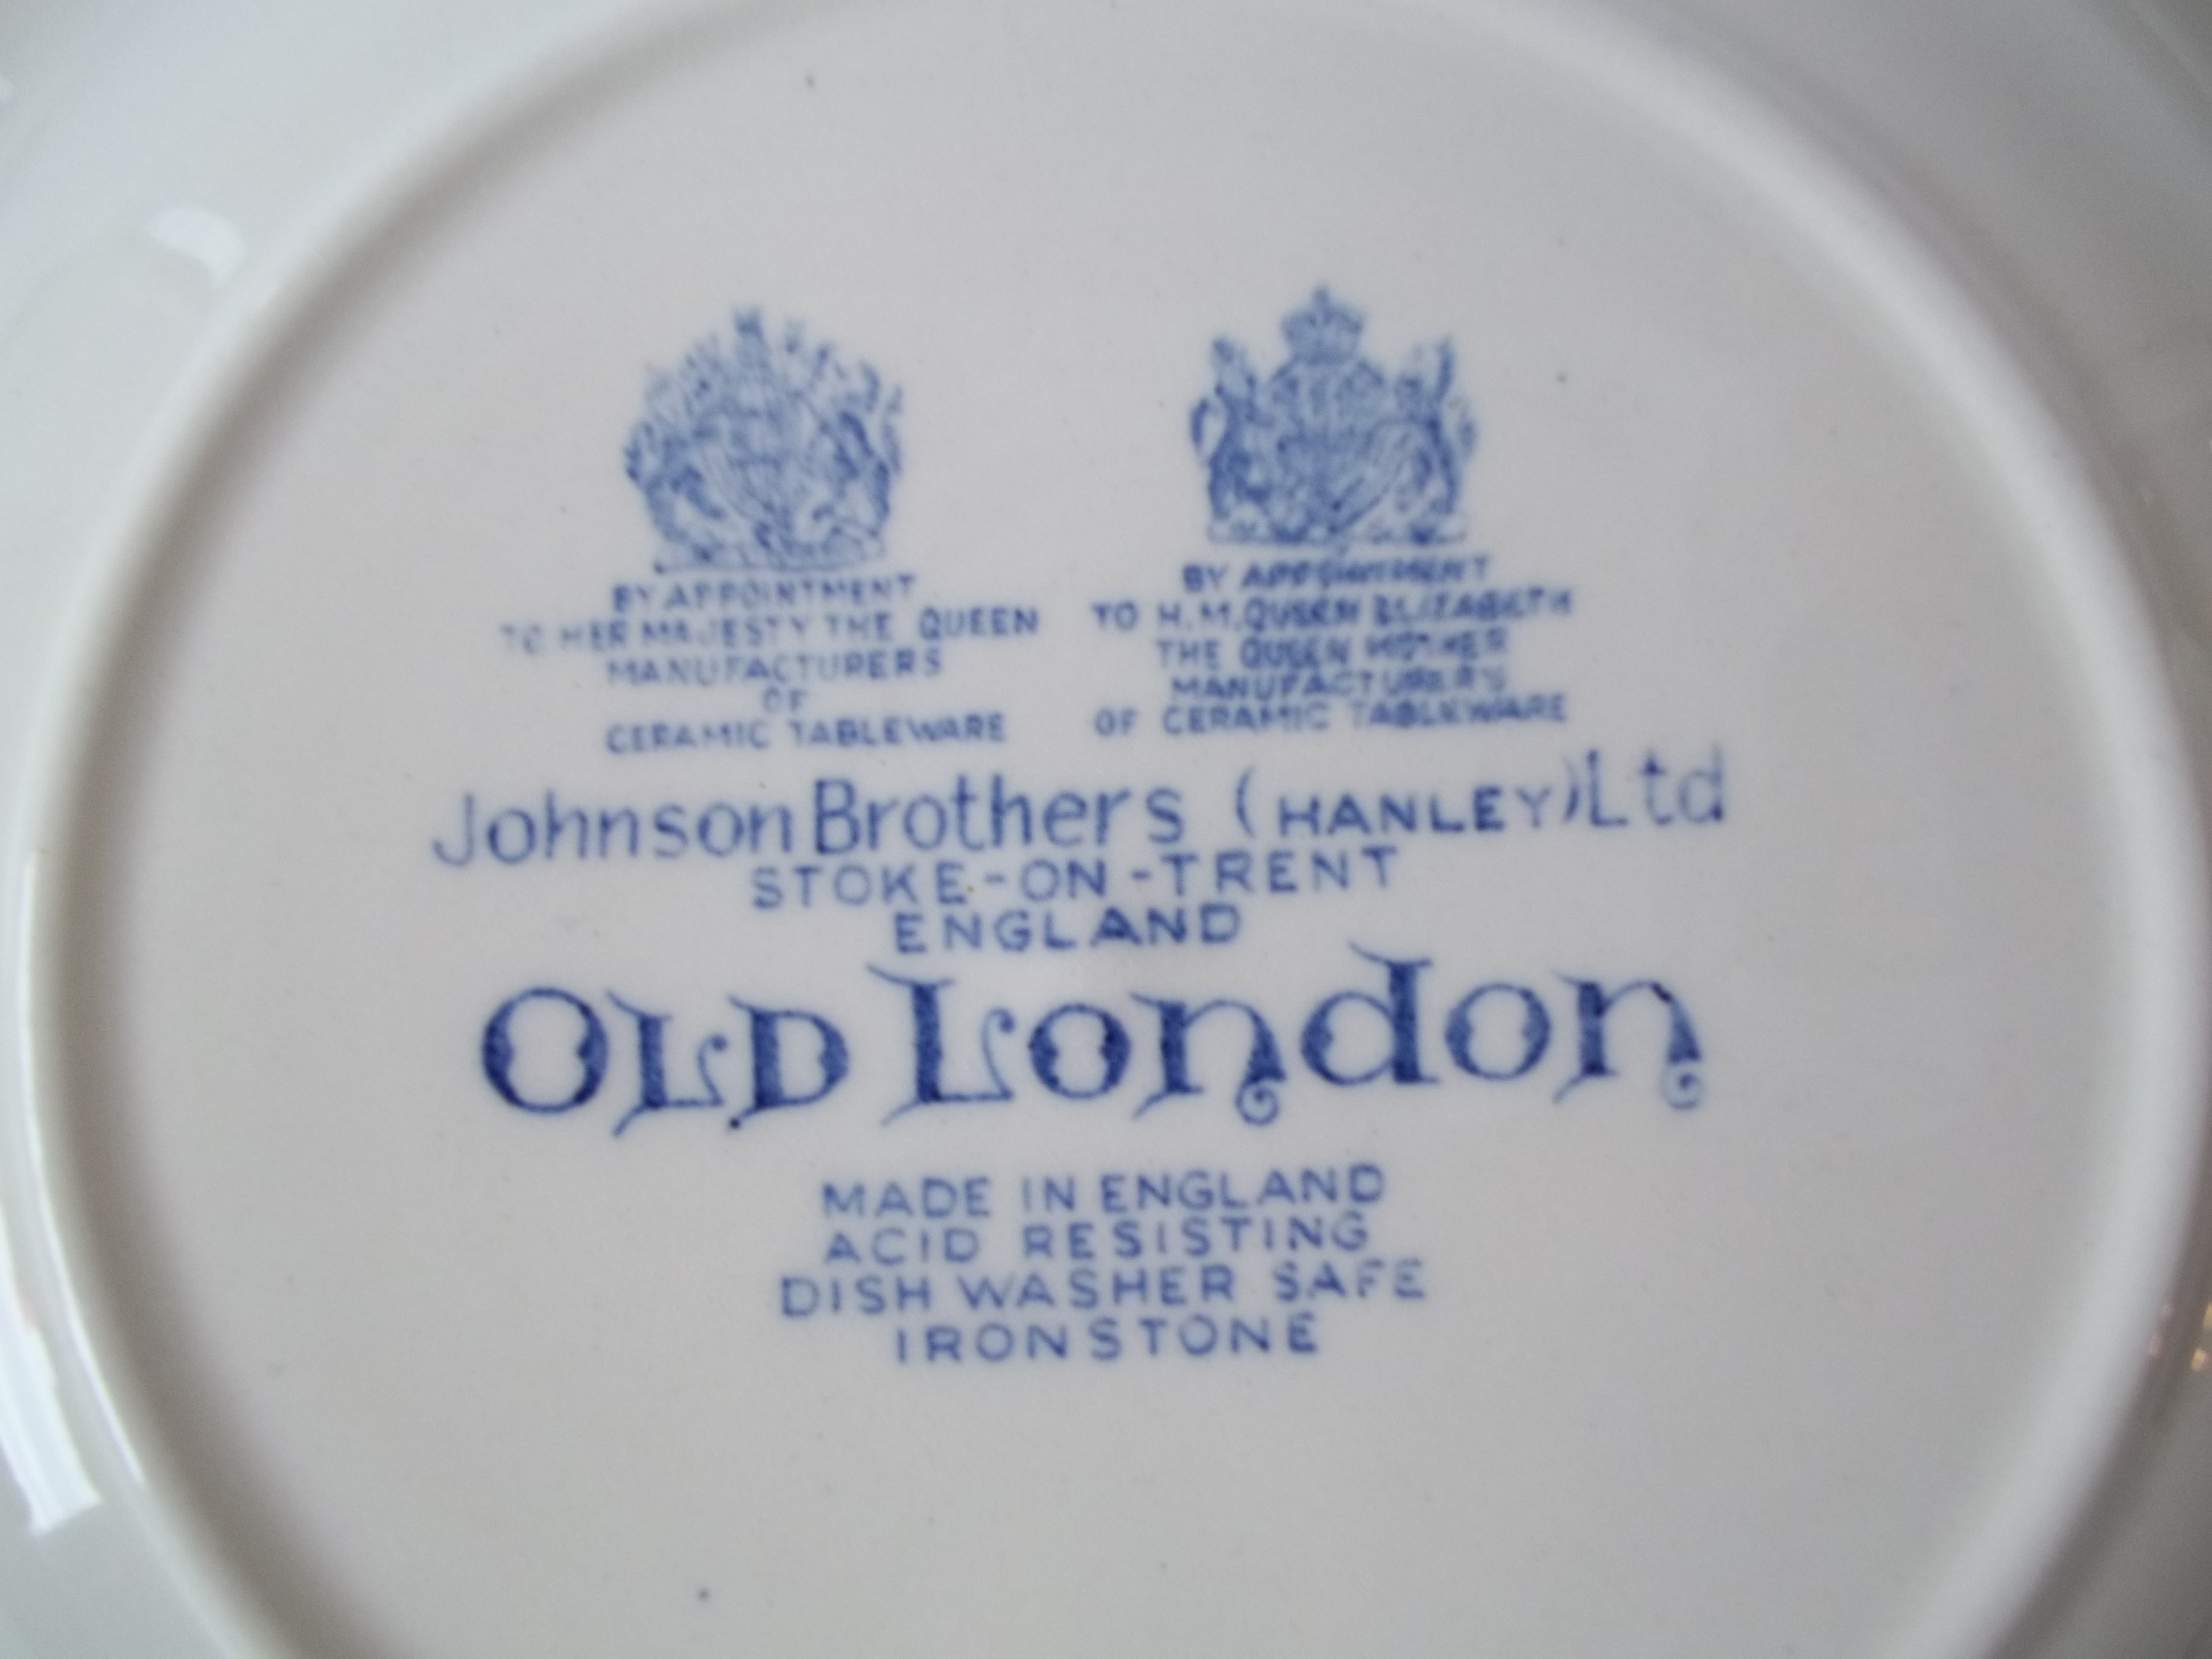 BY APPOINTMENT
TO HER MAJESTY THE QUEEN
MANUFACTURERS
OF
CERAMIC TABLEWARE
BY APPOINTMENT
TO H.M. QUEEN ELIZABETH
THE QUEEN MOTHER
MANUFACTURERS
OF CERAMIC TABLEWARE
Johnson Brothers (HANLEY) Ltd
STOKE-ON-TRENT
ENGLAND
OLD London
MADE IN ENGLAND
ACID RESISTING
DISH WASHER SAFE
IRONSTONE